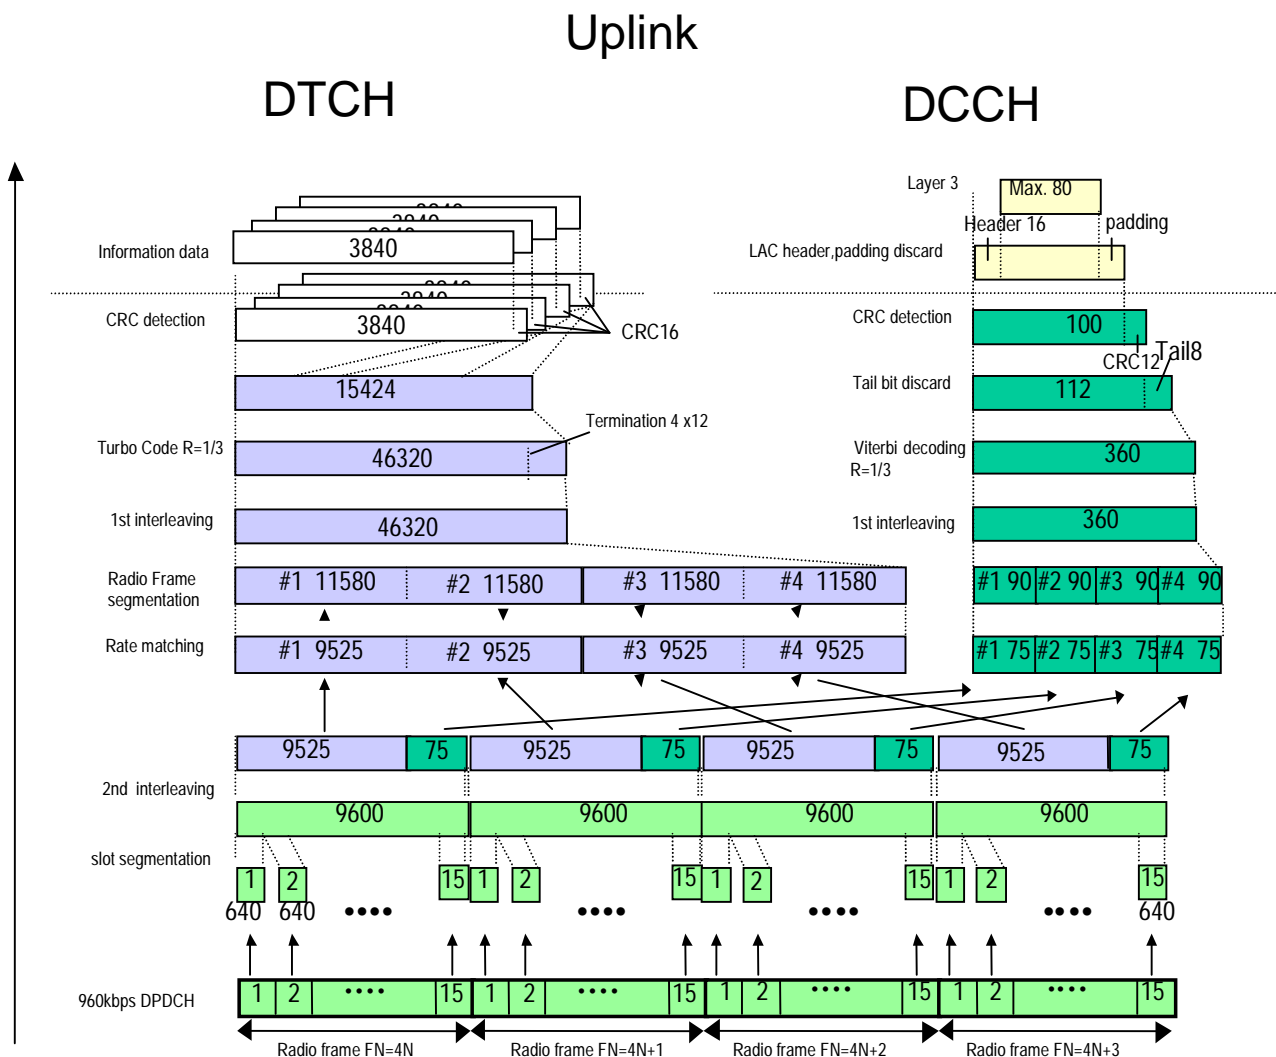 Uplink
DTCH
DCCH
Layer 3
Max. 80
Header 16
padding
3840
3840
3840
Information data
3840
LAC header,padding discard
3840
3840
3840
CRC detection
3840
CRC16
CRC detection
100
CRC12
Tail8
15424
Tail bit discard
112
Termination 4 x12
Turbo Code R=1/3
46320
Viterbi decoding
R=1/3
360
1st interleaving
46320
1st interleaving
360
Radio Frame
segmentation
#1 11580
#2 11580
#3 11580
#4 11580
#1 90
#2 90
#3 90
#4 90
Rate matching
#1 9525
#2 9525
#3 9525
#4 9525
#1 75
#2 75
#3 75
#4 75
9525
75
9525
75
9525
75
9525
75
2nd interleaving
9600
9600
9600
9600
slot segmentation
1
2
15
1
2
15
1
2
15
1
2
15
640
640
••••
••••
••••
••••
640
960kbps DPDCH
1
2
••••
15
1
2
••••
15
1
2
••••
15
1
2
••••
15
Radio frame FN=4N
Radio frame FN=4N+1
Radio frame FN=4N+2
Radio frame FN=4N+3